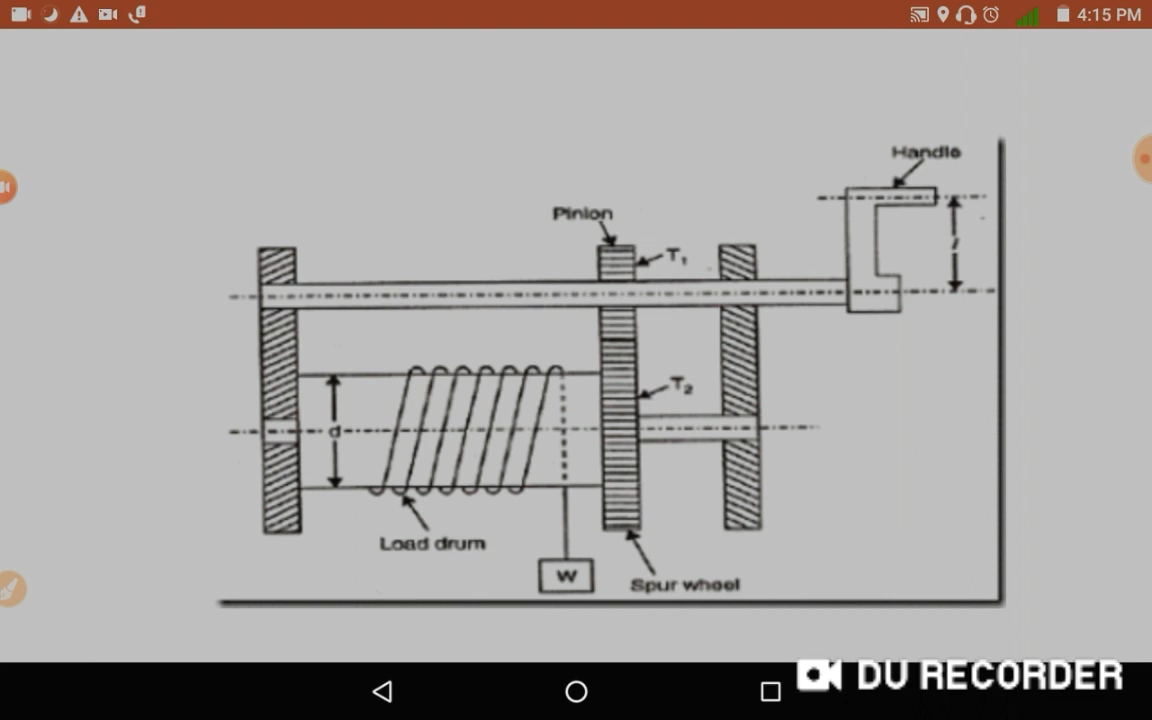 4:15 PM
Handle
Pinion
T1
l
T2
d
Load drum
W
Spur wheel
DU RECORDER